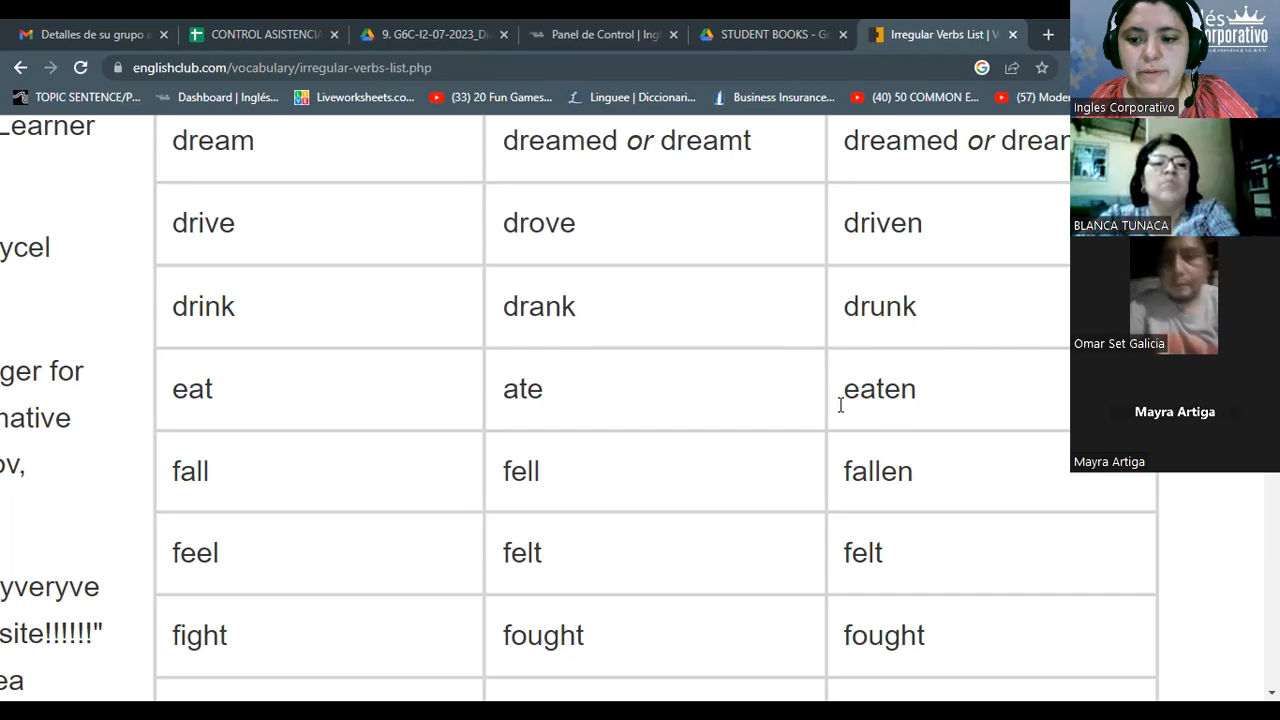 Detalles de su grupo a
CONTROL ASISTENCIA
9. G6C-I2-07-2023_D
Panel de Control | Ing
STUDENT BOOKS - Go
Irregular Verbs List | V
englishclub.com/vocabulary/irregular-verbs-list.php
TOPIC SENTENCE/P...
Dashboard | Inglés...
Liveworksheets.co...
(33) 20 Fun Games...
Linguee | Diccionari...
Business Insurance...
(40) 50 COMMON E...
(57) Moder
Ingles Corporativo
BLANCA TUNACA
Omar Set Galicia
Mayra Artiga
Mayra Artiga
Learner
ycel
ger for
native
ov,
yveryve
site!!!!!!"
ea
dream dreamed or dreamt dreamed or drear
drive drove driven
drink drank drunk
eat ate eaten
fall fell fallen
feel felt felt
fight fought fought